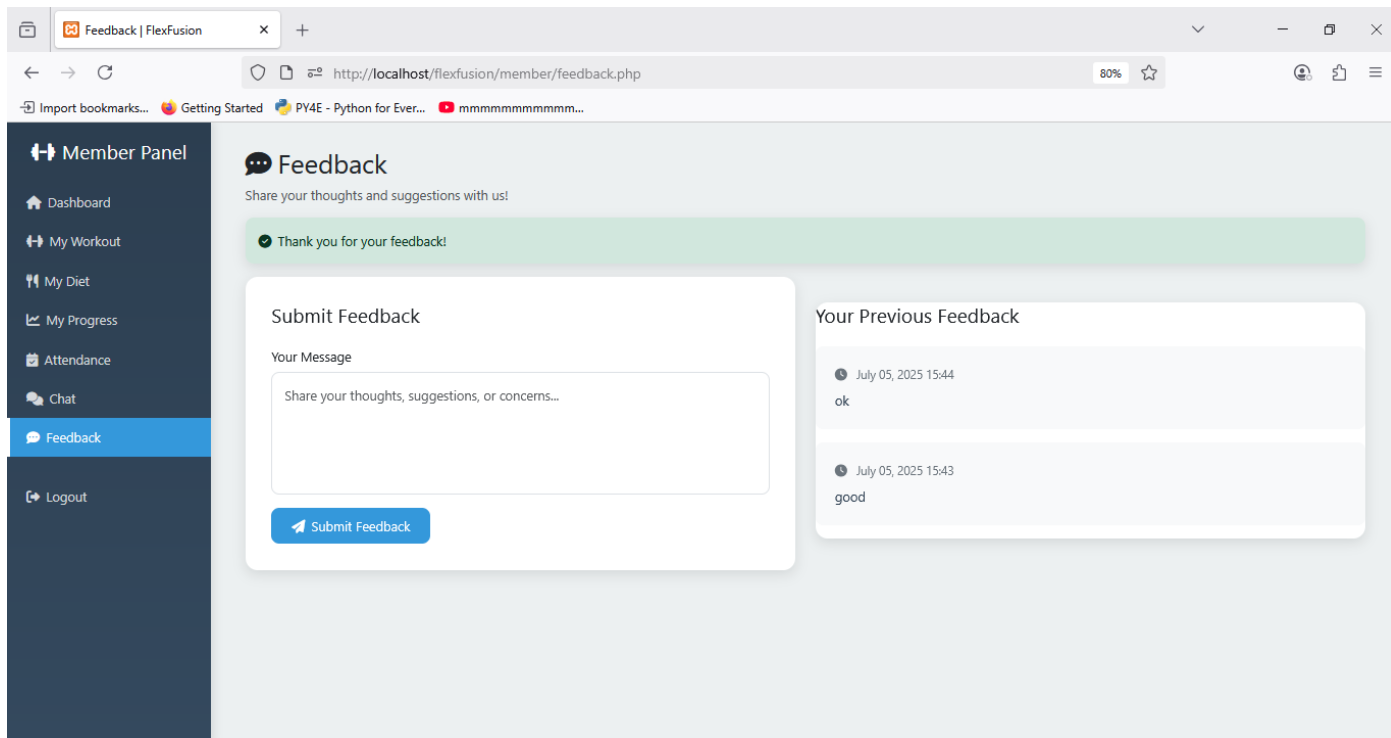 Feedback | FlexFusion
http://localhost/flexfusion/member/feedback.php
80%
Import bookmarks... Getting Started PY4E - Python for Ever... mmmmmmmmmmm...
Member Panel
Dashboard
My Workout
My Diet
My Progress
Attendance
Chat
Feedback
Logout
Feedback
Share your thoughts and suggestions with us!
Thank you for your feedback!
Submit Feedback
Your Message
Share your thoughts, suggestions, or concerns...
Submit Feedback
Your Previous Feedback
July 05, 2025 15:44
ok
July 05, 2025 15:43
good